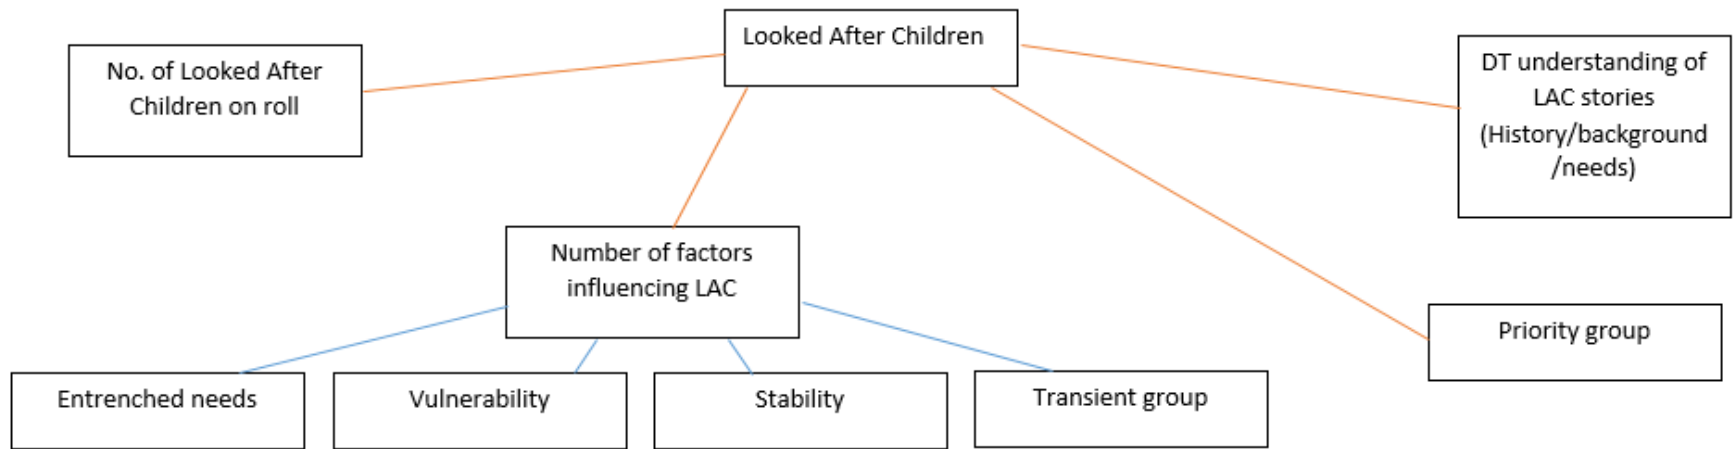 Looked After Children
No. of Looked After
Children on roll
DT understanding of
LAC stories
(History/background
/needs)
Number of factors
influencing LAC
Priority group
Entrenched needs
Vulnerability
Stability
Transient group